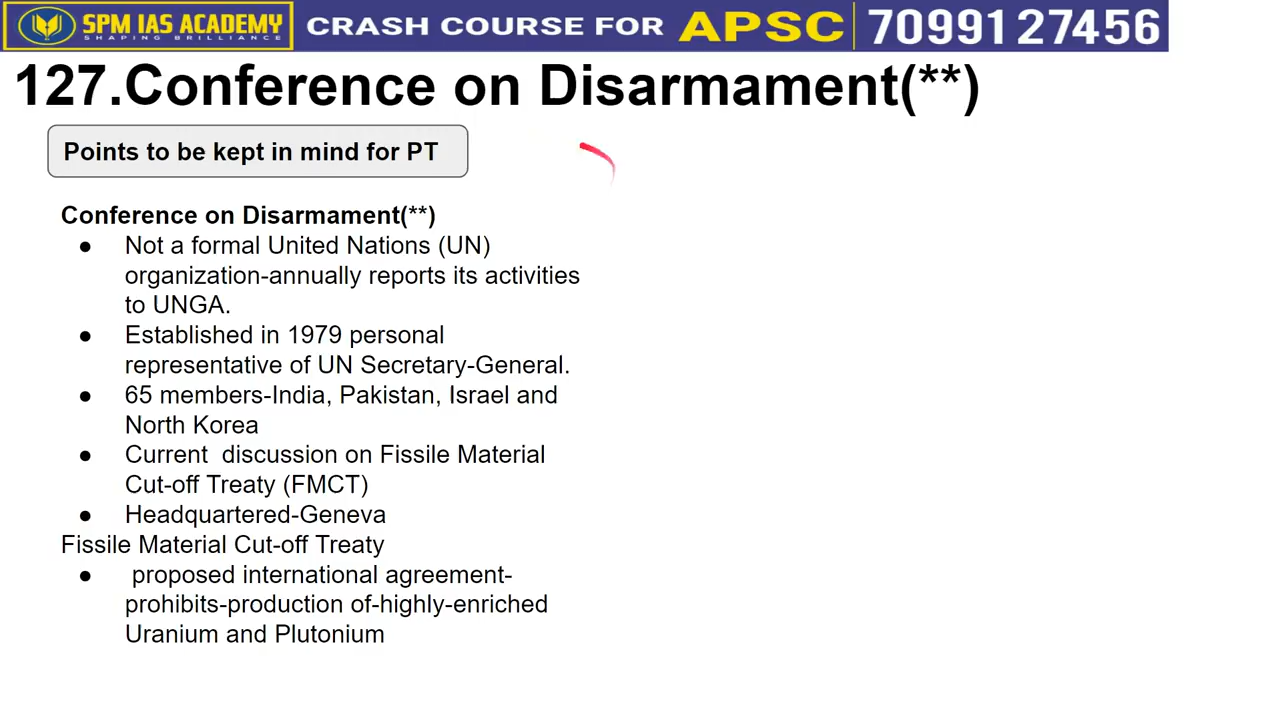 SPM IAS ACADEMY
SHAPING BRILLIANCE
CRASH COURSE FOR APSC 7099127456
127.Conference on Disarmament(**)
Points to be kept in mind for PT
Conference on Disarmament(**)
● Not a formal United Nations (UN)
organization-annually reports its activities
to UNGA.
● Established in 1979 personal
representative of UN Secretary-General.
● 65 members-India, Pakistan, Israel and
North Korea
● Current  discussion on Fissile Material
Cut-off Treaty (FMCT)
● Headquartered-Geneva
Fissile Material Cut-off Treaty
● proposed international agreement-
prohibits-production of-highly-enriched
Uranium and Plutonium